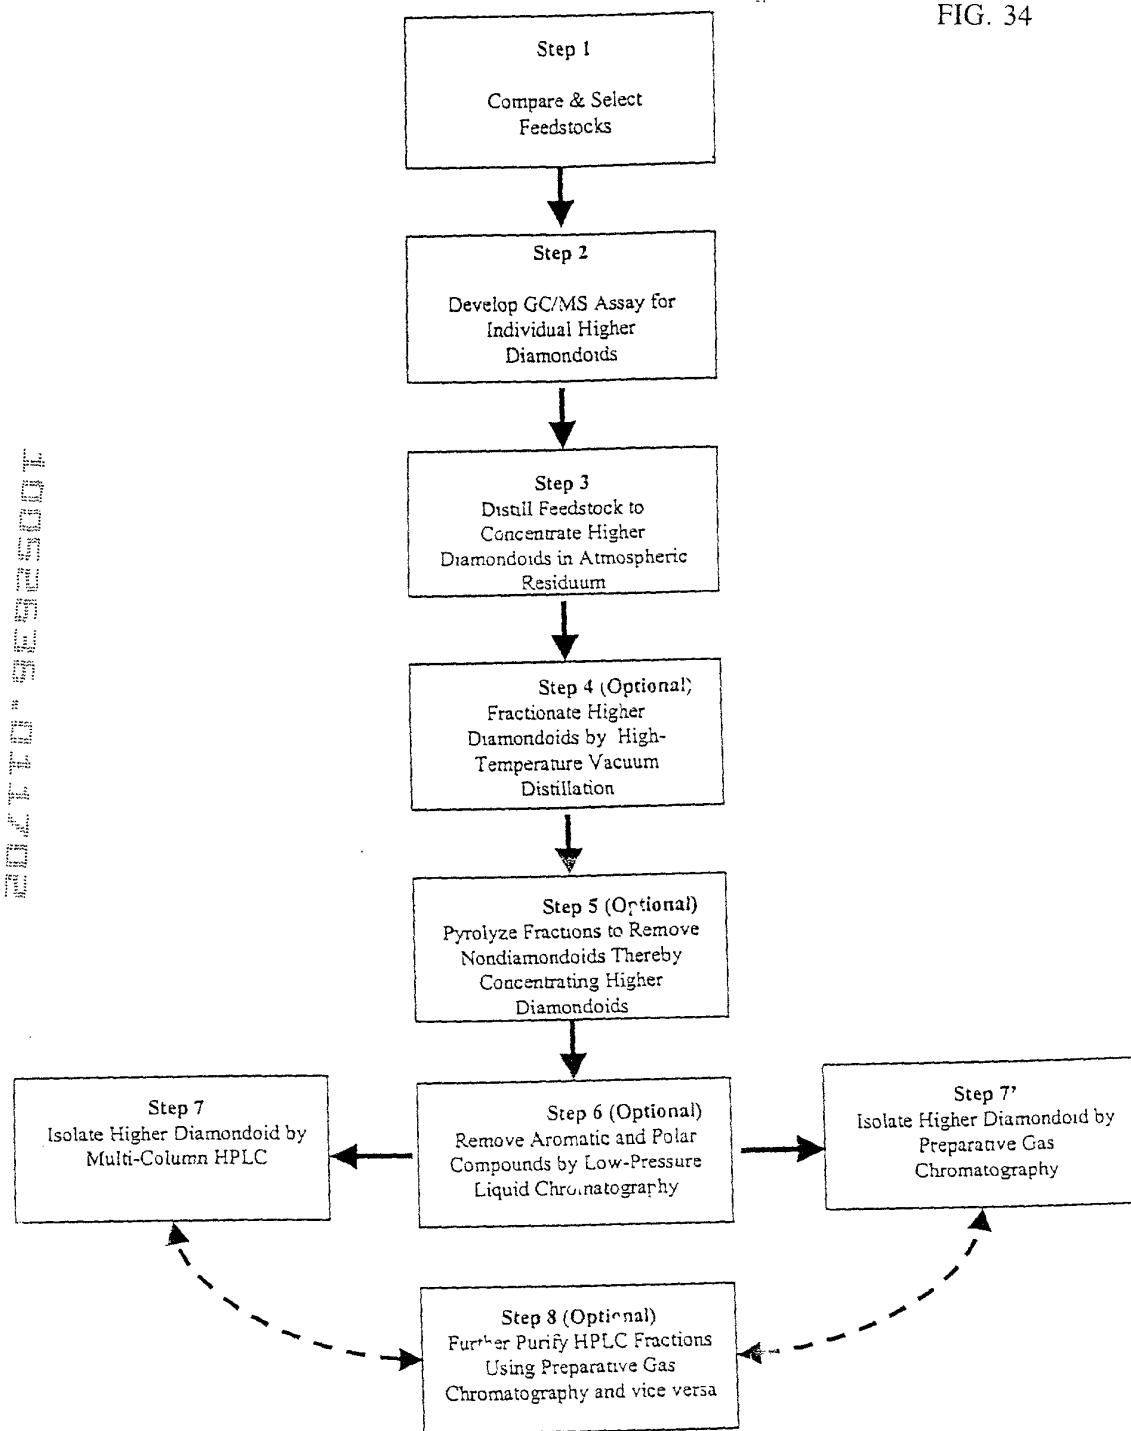 FIG. 34
Step 1
Compare & Select
Feedstocks
Step 2
Develop GC/MS Assay for
Individual Higher
Diamondoids
Step 3
Distill Feedstock to
Concentrate Higher
Diamondoids in Atmospheric
Residuum
Step 4 (Optional)
Fractionate Higher
Diamondoids by High-
Temperature Vacuum
Distillation
Step 5 (Optional)
Pyrolyze Fractions to Remove
Nondiamondoids Thereby
Concentrating Higher
Diamondoids
Step 7
Isolate Higher Diamondoid by
Multi-Column HPLC
Step 6 (Optional)
Remove Aromatic and Polar
Compounds by Low-Pressure
Liquid Chromatography
Step 7'
Isolate Higher Diamondoid by
Preparative Gas
Chromatography
Step 8 (Optional)
Further Purify HPLC Fractions
Using Preparative Gas
Chromatography and vice versa
10052636.011702